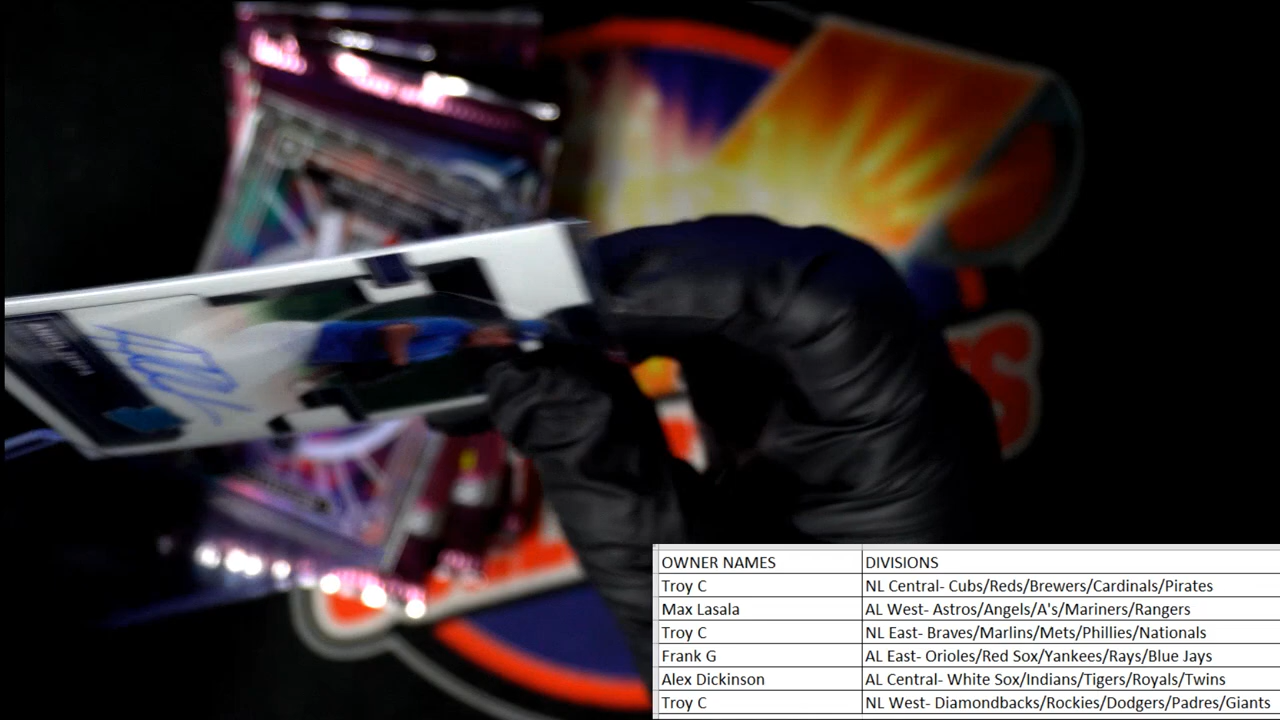 OWNER NAMES DIVISIONS
Troy C NL Central- Cubs/Reds/Brewers/Cardinals/Pirates
Max Lasala AL West- Astros/Angels/A's/Mariners/Rangers
Troy C NL East- Braves/Marlins/Mets/Phillies/Nationals
Frank G AL East- Orioles/Red Sox/Yankees/Rays/Blue Jays
Alex Dickinson AL Central- White Sox/Indians/Tigers/Royals/Twins
Troy C NL West- Diamondbacks/Rockies/Dodgers/Padres/Giants